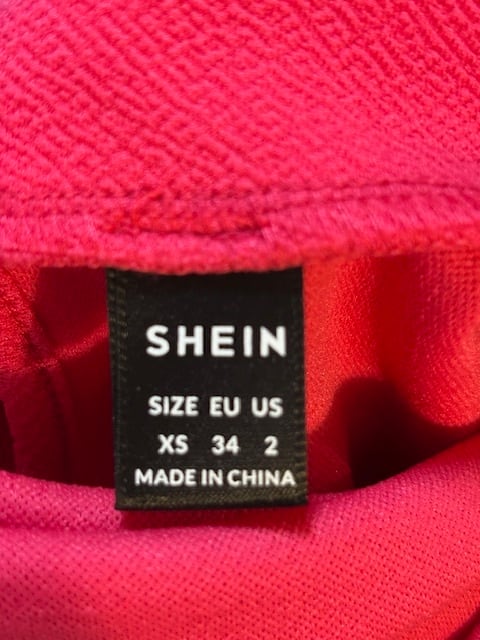 SHEIN
SIZE EU US
XS 34 2
MADE IN CHINA